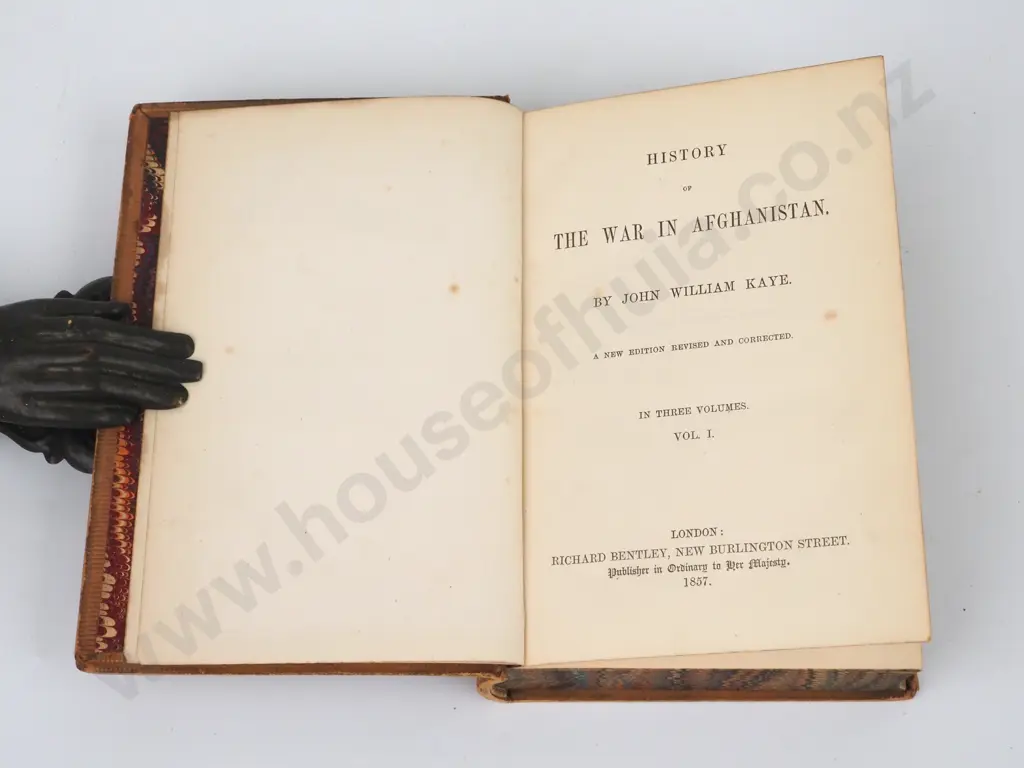 HISTORY
OF
THE WAR IN AFGHANISTAN.
BY JOHN WILLIAM KAYE.
A NEW EDITION REVISED AND CORRECTED.
IN THREE VOLUMES.
VOL. I.
LONDON:
RICHARD BENTLEY, NEW BURLINGTON STREET.
Publisher in Ordinary to Her Majesty.
1857.
www.houseofhuia.co.nz